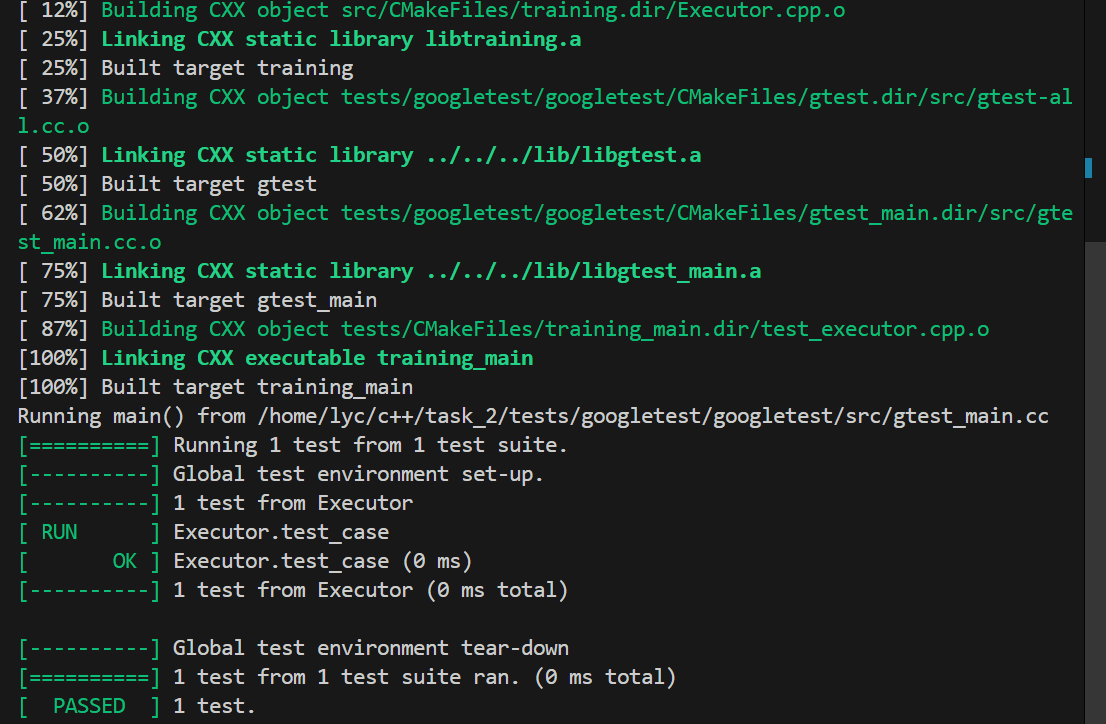 [ 12%] Building CXX object src/CMakeFiles/training.dir/Executor.cpp.o
[ 25%] Linking CXX static library libtraining.a
[ 25%] Built target training
[ 37%] Building CXX object tests/googletest/googletest/CMakeFiles/gtest.dir/src/gtest-al
l.cc.o
[ 50%] Linking CXX static library ../../../lib/libgtest.a
[ 50%] Built target gtest
[ 62%] Building CXX object tests/googletest/googletest/CMakeFiles/gtest_main.dir/src/gte
st_main.cc.o
[ 75%] Linking CXX static library ../../../lib/libgtest_main.a
[ 75%] Built target gtest_main
[ 87%] Building CXX object tests/CMakeFiles/training_main.dir/test_executor.cpp.o
[100%] Linking CXX executable training_main
[100%] Built target training_main
Running main() from /home/lyc/c++/task_2/tests/googletest/googletest/src/gtest_main.cc
[==========] Running 1 test from 1 test suite.
[----------] Global test environment set-up.
[----------] 1 test from Executor
[ RUN      ] Executor.test_case
[       OK ] Executor.test_case (0 ms)
[----------] 1 test from Executor (0 ms total)

[----------] Global test environment tear-down
[==========] 1 test from 1 test suite ran. (0 ms total)
[  PASSED  ] 1 test.